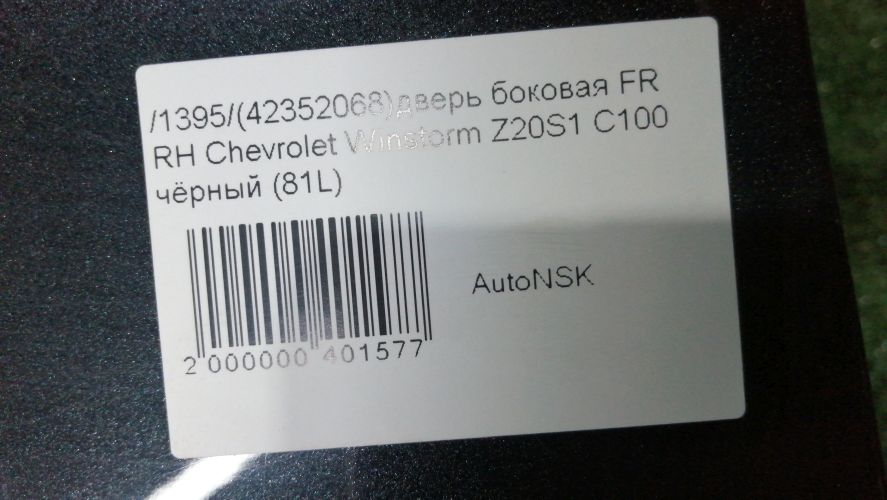 /1395/(42352068)дверь боковая FR
RH Chevrolet Winstorm Z20S1 C100
чёрный (81L)
AutoNSK
2 000000 401577